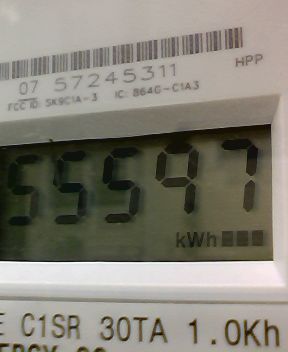 HPP
07 57245311
FCC ID: SK9C1A-3 IC: 864G-C1A3
55597
kWh
E C1SR 30TA 1.0Kh